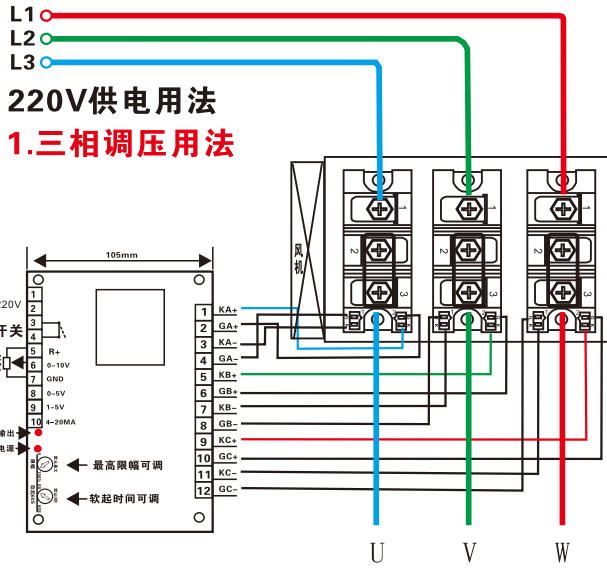 L1
L2
L3
220V供电用法
1.三相调压用法
风机
105mm
220V
开关
1
2
3
4
5 R+
6 0-10V
7 GND
8 0-5V
9 1-5V
10 4-20MA
输出
电源
最高限幅可调
软起时间可调
1 KA+
2 GA+
3 KA-
4 GA-
5 KB+
6 GB+
7 KB-
8 GB-
9 KC+
10 GC+
11 KC-
12 GC-
1 1 1
2 2 2
3 3 3
U V W